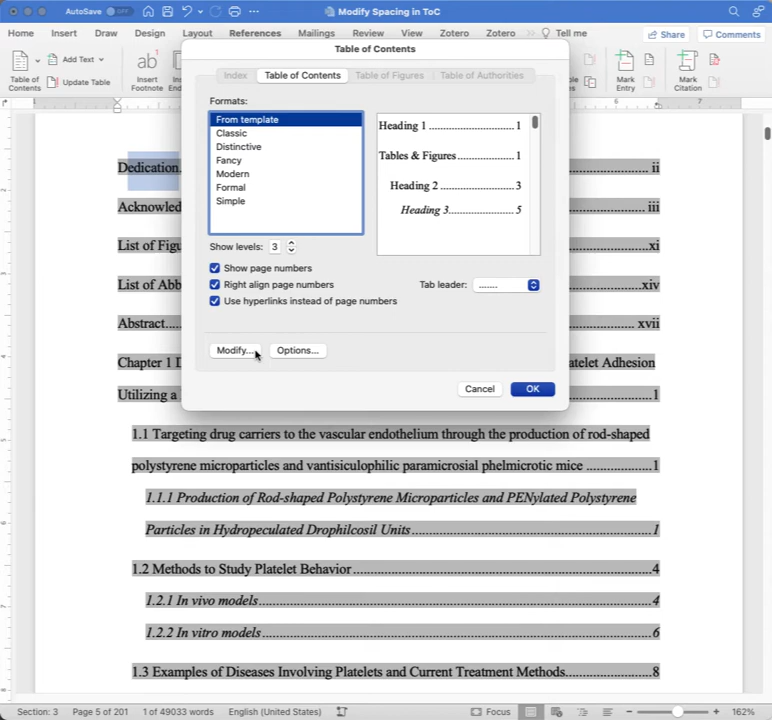 AutoSave OFF ··· Modify Spacing in ToC
Home Insert Draw Design Layout References Mailings Review View Zotero Zotero Tell me Share Comments
Table of Contents
Add Text
Update Table
Table of
Contents
Insert
Footnote
Mark
Entry
Mark
Citation
Index Table of Contents Table of Figures Table of Authorities
Formats:
From template
Classic
Distinctive
Fancy
Modern
Formal
Simple
Heading 1........................1
Tables & Figures................1
Heading 2.....................3
Heading 3...................5
Show levels: 3
Show page numbers
Right align page numbers
Use hyperlinks instead of page numbers
Tab leader: .......
Modify... Options...
Cancel OK
Dedication ii
Acknowled iii
List of Figu xi
List of Abb xiv
Abstract.... xvii
Chapter 1 D atelet Adhesion
Utilizing a 1
1.1 Targeting drug carriers to the vascular endothelium through the production of rod-shaped
polystyrene microparticles and vantisiculophilic paramicrosial phelmicrotic mice ...................1
1.1.1 Production of Rod-shaped Polystyrene Microparticles and PENylated Polystyrene
Particles in Hydropeculated Drophilcosil Units.......................................................1
1.2 Methods to Study Platelet Behavior.......................................................................4
1.2.1 In vivo models....................................................................................................4
1.2.2 In vitro models...................................................................................................6
1.3 Examples of Diseases Involving Platelets and Current Treatment Methods.....................8
Section: 3 Page 5 of 201 1 of 49033 words English (United States) Focus 162%